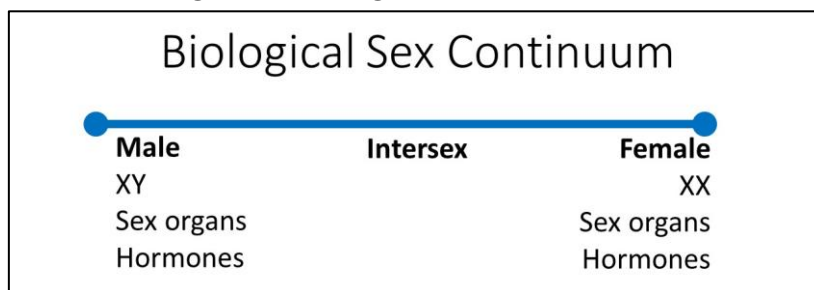 Biological Sex Continuum
Male Intersex Female
XY XX
Sex organs Sex organs
Hormones Hormones